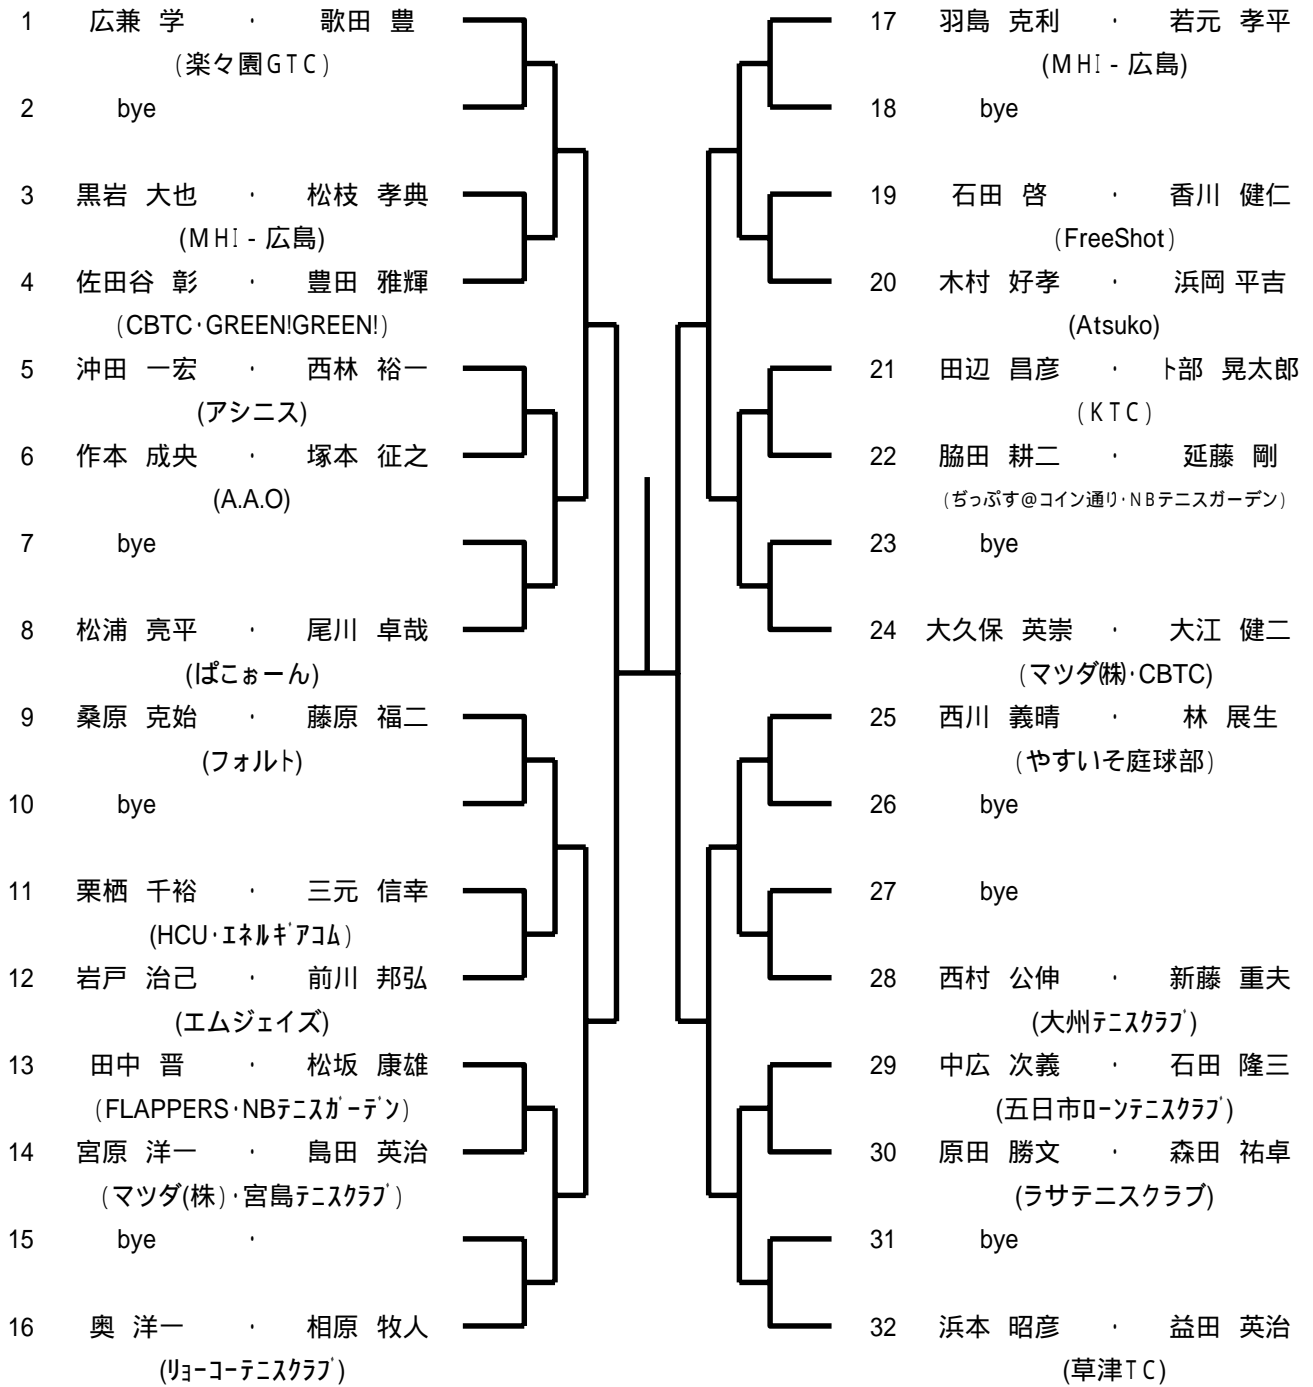 1 広兼 学 ・ 歌田 豊
(楽々園GTC)
2 bye
3 黒岩 大也 ・ 松枝 孝典
(MHI - 広島)
4 佐田谷 彰 ・ 豊田 雅輝
(CBTC・GREEN!GREEN!)
5 沖田 一宏 ・ 西林 裕一
(アシニス)
6 作本 成央 ・ 塚本 征之
(A.A.O)
7 bye
8 松浦 亮平 ・ 尾川 卓哉
(ぱこぉーん)
9 桑原 克始 ・ 藤原 福二
(フォルト)
10 bye
11 栗栖 千裕 ・ 三元 信幸
(HCU・エネルギアコム)
12 岩戸 治己 ・ 前川 邦弘
(エムジェイズ)
13 田中 晋 ・ 松坂 康雄
(FLAPPERS・NBテニスガーデン)
14 宮原 洋一 ・ 島田 英治
(マツダ(株)・宮島テニスクラブ)
15 bye ・
16 奥 洋一 ・ 相原 牧人
(リョーコーテニスクラブ)
17 羽島 克利 ・ 若元 孝平
(MHI - 広島)
18 bye
19 石田 啓 ・ 香川 健仁
(FreeShot)
20 木村 好孝 ・ 浜岡 平吉
(Atsuko)
21 田辺 昌彦 ・ 卜部 晃太郎
(KTC)
22 脇田 耕二 ・ 延藤 剛
(ぢっぷす@コイン通り・NBテニスガーデン)
23 bye
24 大久保 英崇 ・ 大江 健二
(マツダ㈱・CBTC)
25 西川 義晴 ・ 林 展生
(やすいそ庭球部)
26 bye
27 bye
28 西村 公伸 ・ 新藤 重夫
(大州テニスクラブ)
29 中広 次義 ・ 石田 隆三
(五日市ローンテニスクラブ)
30 原田 勝文 ・ 森田 祐卓
(ラサテニスクラブ)
31 bye
32 浜本 昭彦 ・ 益田 英治
(草津TC)